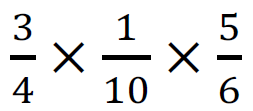 3/4 × 1/10 × 5/6